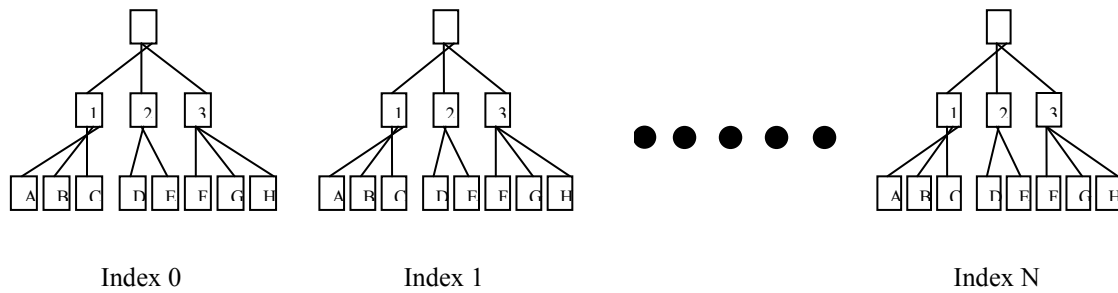 1 2 3 1 2 3 1 2 3
A B C D E F G H A B C D E F G H A B C D E F G H
Index 0 Index 1 Index N